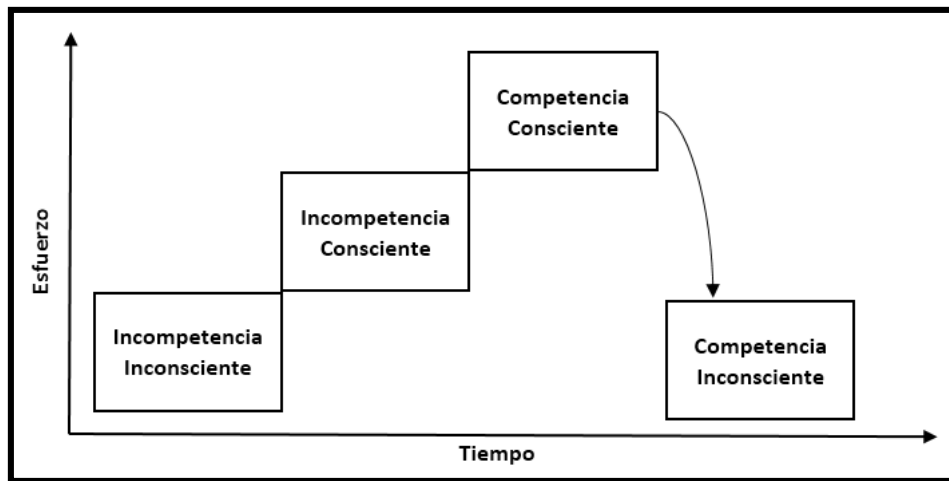 Competencia
Consciente
Incompetencia
Consciente
Esfuerzo
Incompetencia
Inconsciente
Competencia
Inconsciente
Tiempo